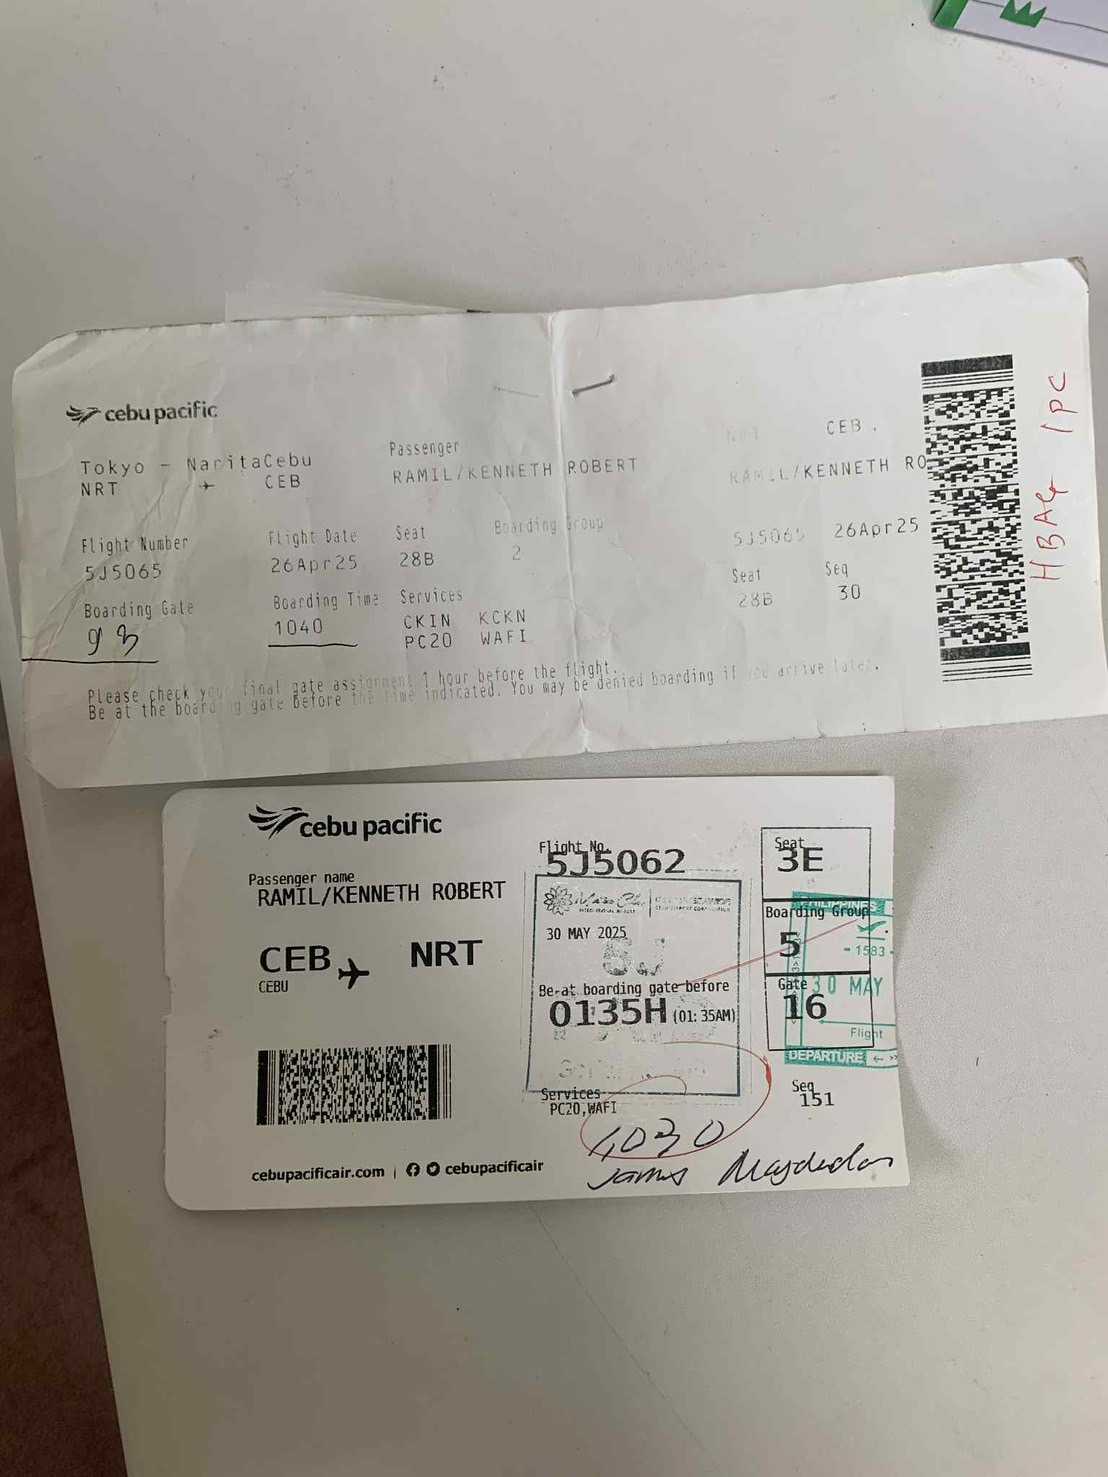 cebu pacific
Tokyo - NaritaCebu
NRT CEB
Passenger
RAMIL/KENNETH ROBERT
CEB
RAMIL/KENNETH RO
Flight Number
5J5065
Flight Date
26Apr25
Seat
28B
Boarding Group
2
5J5065 26Apr25
Boarding Gate
93
Boarding Time
1040
Services
CKIN KCKN
PC20 WAFI
Seat
28B
Seq
30
Please check your final gate assignment 1 hour before the flight.
Be at the boarding gate before the time indicated. You may be denied boarding if you arrive late.
HBAG 1PC
cebu pacific
Passenger name
RAMIL/KENNETH ROBERT
CEB NRT
CEBU
Flight No.
5J5062
30 MAY 2025
5J
Be at boarding gate before
0135H (01:35AM)
Services
PC20,WAFI
Seat
3E
Boarding Group
5
Gate
16
Seq
151
PHILIPPINES
1583
30 MAY
Flight
DEPARTURE
1030
James
cebupacificair.com | cebupacificair